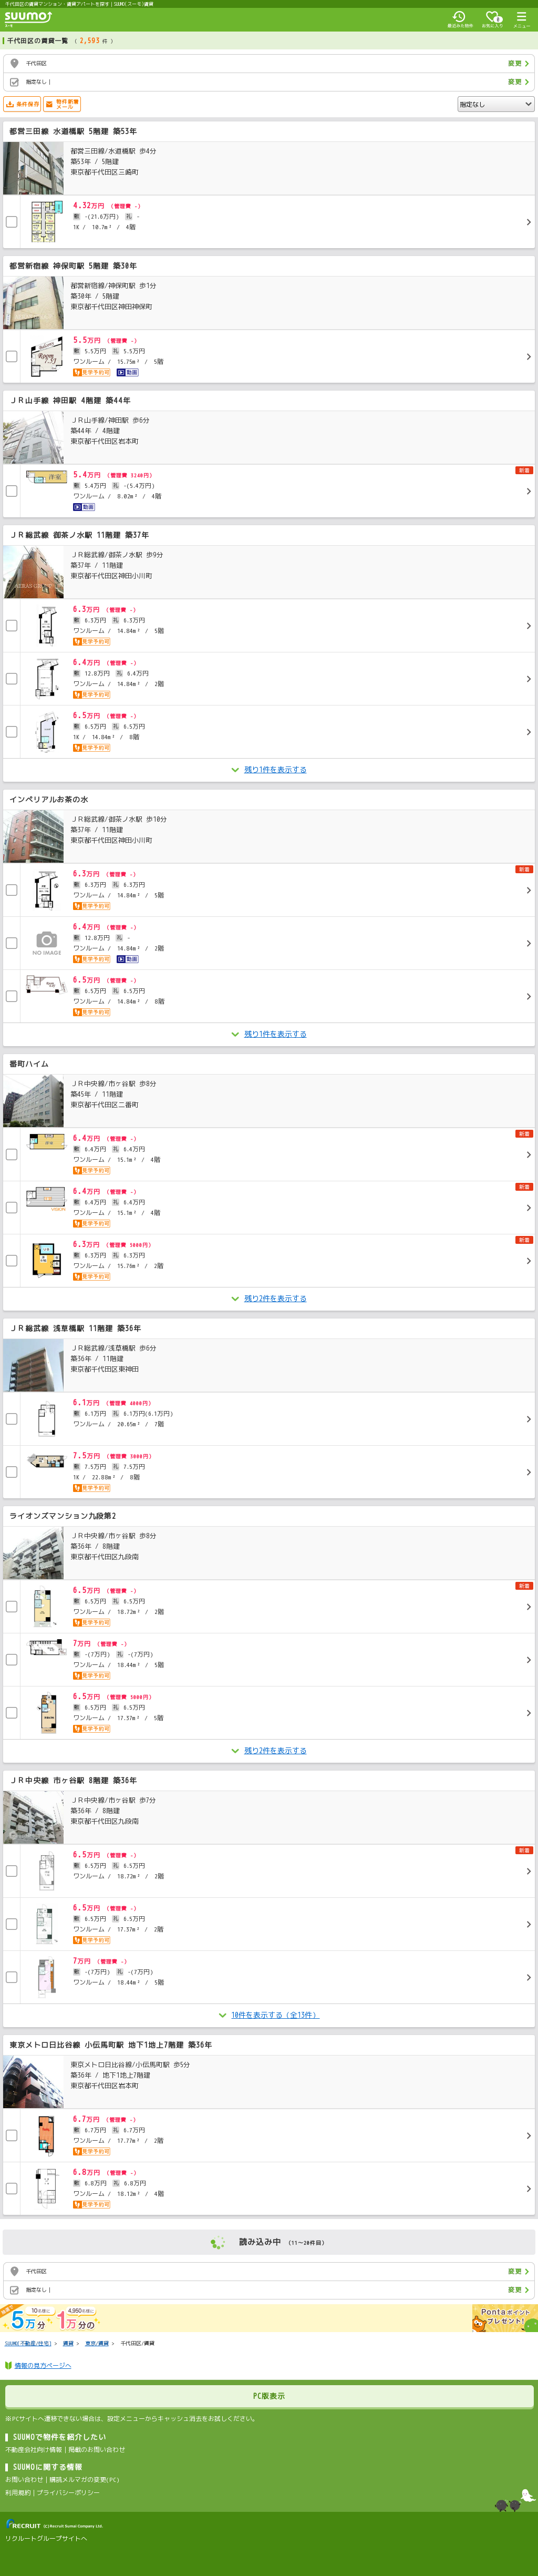 千代田区の賃貸マンション・賃貸アパートを探す｜SUUMO(スーモ)賃貸
SUUMO
最近みた物件
お気に入り
メニュー
千代田区の賃貸一覧 （ 2,593 件 ）
千代田区
変更
指定なし |
変更
条件保存
物件新着メール
指定なし
都営三田線 水道橋駅 5階建 築53年
都営三田線/水道橋駅 歩4分
築53年 / 5階建
東京都千代田区三崎町
4.32万円 （管理費 -）
敷 -(21.6万円) 礼 -
1K / 10.7m² / 4階
都営新宿線 神保町駅 5階建 築30年
都営新宿線/神保町駅 歩1分
築30年 / 5階建
東京都千代田区神田神保町
5.5万円 （管理費 -）
敷 5.5万円 礼 5.5万円
ワンルーム / 15.75m² / 5階
見学予約可 動画
ＪＲ山手線 神田駅 4階建 築44年
ＪＲ山手線/神田駅 歩6分
築44年 / 4階建
東京都千代田区岩本町
新着
5.4万円 （管理費 3240円）
敷 5.4万円 礼 -(5.4万円)
ワンルーム / 8.02m² / 4階
動画
ＪＲ総武線 御茶ノ水駅 11階建 築37年
ＪＲ総武線/御茶ノ水駅 歩9分
築37年 / 11階建
東京都千代田区神田小川町
6.3万円 （管理費 -）
敷 6.3万円 礼 6.3万円
ワンルーム / 14.84m² / 5階
見学予約可
6.4万円 （管理費 -）
敷 12.8万円 礼 6.4万円
ワンルーム / 14.84m² / 2階
見学予約可
6.5万円 （管理費 -）
敷 6.5万円 礼 6.5万円
1K / 14.84m² / 8階
見学予約可
残り1件を表示する
インペリアルお茶の水
ＪＲ総武線/御茶ノ水駅 歩10分
築37年 / 11階建
東京都千代田区神田小川町
新着
6.3万円 （管理費 -）
敷 6.3万円 礼 6.3万円
ワンルーム / 14.84m² / 5階
見学予約可
6.4万円 （管理費 -）
敷 12.8万円 礼 -
ワンルーム / 14.84m² / 2階
NO IMAGE
見学予約可 動画
6.5万円 （管理費 -）
敷 6.5万円 礼 6.5万円
ワンルーム / 14.84m² / 8階
見学予約可
残り1件を表示する
番町ハイム
ＪＲ中央線/市ケ谷駅 歩8分
築45年 / 11階建
東京都千代田区二番町
新着
6.4万円 （管理費 -）
敷 6.4万円 礼 6.4万円
ワンルーム / 15.1m² / 4階
見学予約可
新着
6.4万円 （管理費 -）
敷 6.4万円 礼 6.4万円
ワンルーム / 15.1m² / 4階
見学予約可
新着
6.3万円 （管理費 5000円）
敷 6.3万円 礼 6.3万円
ワンルーム / 15.76m² / 2階
見学予約可
残り2件を表示する
ＪＲ総武線 浅草橋駅 11階建 築36年
ＪＲ総武線/浅草橋駅 歩6分
築36年 / 11階建
東京都千代田区東神田
6.1万円 （管理費 4000円）
敷 6.1万円 礼 6.1万円(6.1万円)
ワンルーム / 20.65m² / 7階
7.5万円 （管理費 3000円）
敷 7.5万円 礼 7.5万円
1K / 22.88m² / 8階
見学予約可
ライオンズマンション九段第2
ＪＲ中央線/市ケ谷駅 歩8分
築36年 / 8階建
東京都千代田区九段南
新着
6.5万円 （管理費 -）
敷 6.5万円 礼 6.5万円
ワンルーム / 18.72m² / 2階
見学予約可
7万円 （管理費 -）
敷 -(7万円) 礼 -(7万円)
ワンルーム / 18.44m² / 5階
見学予約可
6.5万円 （管理費 1000円）
敷 6.5万円 礼 6.5万円
ワンルーム / 17.37m² / 5階
見学予約可
残り2件を表示する
ＪＲ中央線 市ヶ谷駅 8階建 築36年
ＪＲ中央線/市ケ谷駅 歩7分
築36年 / 8階建
東京都千代田区九段南
新着
6.5万円 （管理費 -）
敷 6.5万円 礼 6.5万円
ワンルーム / 18.72m² / 2階
6.5万円 （管理費 -）
敷 6.5万円 礼 6.5万円
ワンルーム / 17.37m² / 2階
見学予約可
7万円 （管理費 -）
敷 -(7万円) 礼 -(7万円)
ワンルーム / 18.44m² / 5階
10件を表示する（全13件）
東京メトロ日比谷線 小伝馬町駅 地下1地上7階建 築36年
東京メトロ日比谷線/小伝馬町駅 歩5分
築36年 / 地下1地上7階建
東京都千代田区岩本町
6.7万円 （管理費 -）
敷 6.7万円 礼 6.7万円
ワンルーム / 17.77m² / 2階
見学予約可
6.8万円 （管理費 -）
敷 6.8万円 礼 6.8万円
ワンルーム / 18.12m² / 4階
見学予約可
読み込み中 （11～20件目）
千代田区
変更
指定なし |
変更
10名様に 5万円分 4,950名様に 1万円分の
Pontaポイント プレゼント!
SUUMO(不動産/住宅) > 賃貸 > 東京/賃貸 > 千代田区/賃貸
情報の見方ページへ
PC版表示
※PCサイトへ遷移できない場合は、設定メニューからキャッシュ消去をお試しください。
SUUMOで物件を紹介したい
不動産会社向け情報 | 掲載のお問い合わせ
SUUMOに関する情報
お問い合わせ | 購読メルマガの変更(PC)
利用規約 | プライバシーポリシー
RECRUIT (C) Recruit Sumai Company Ltd.
リクルートグループサイトへ